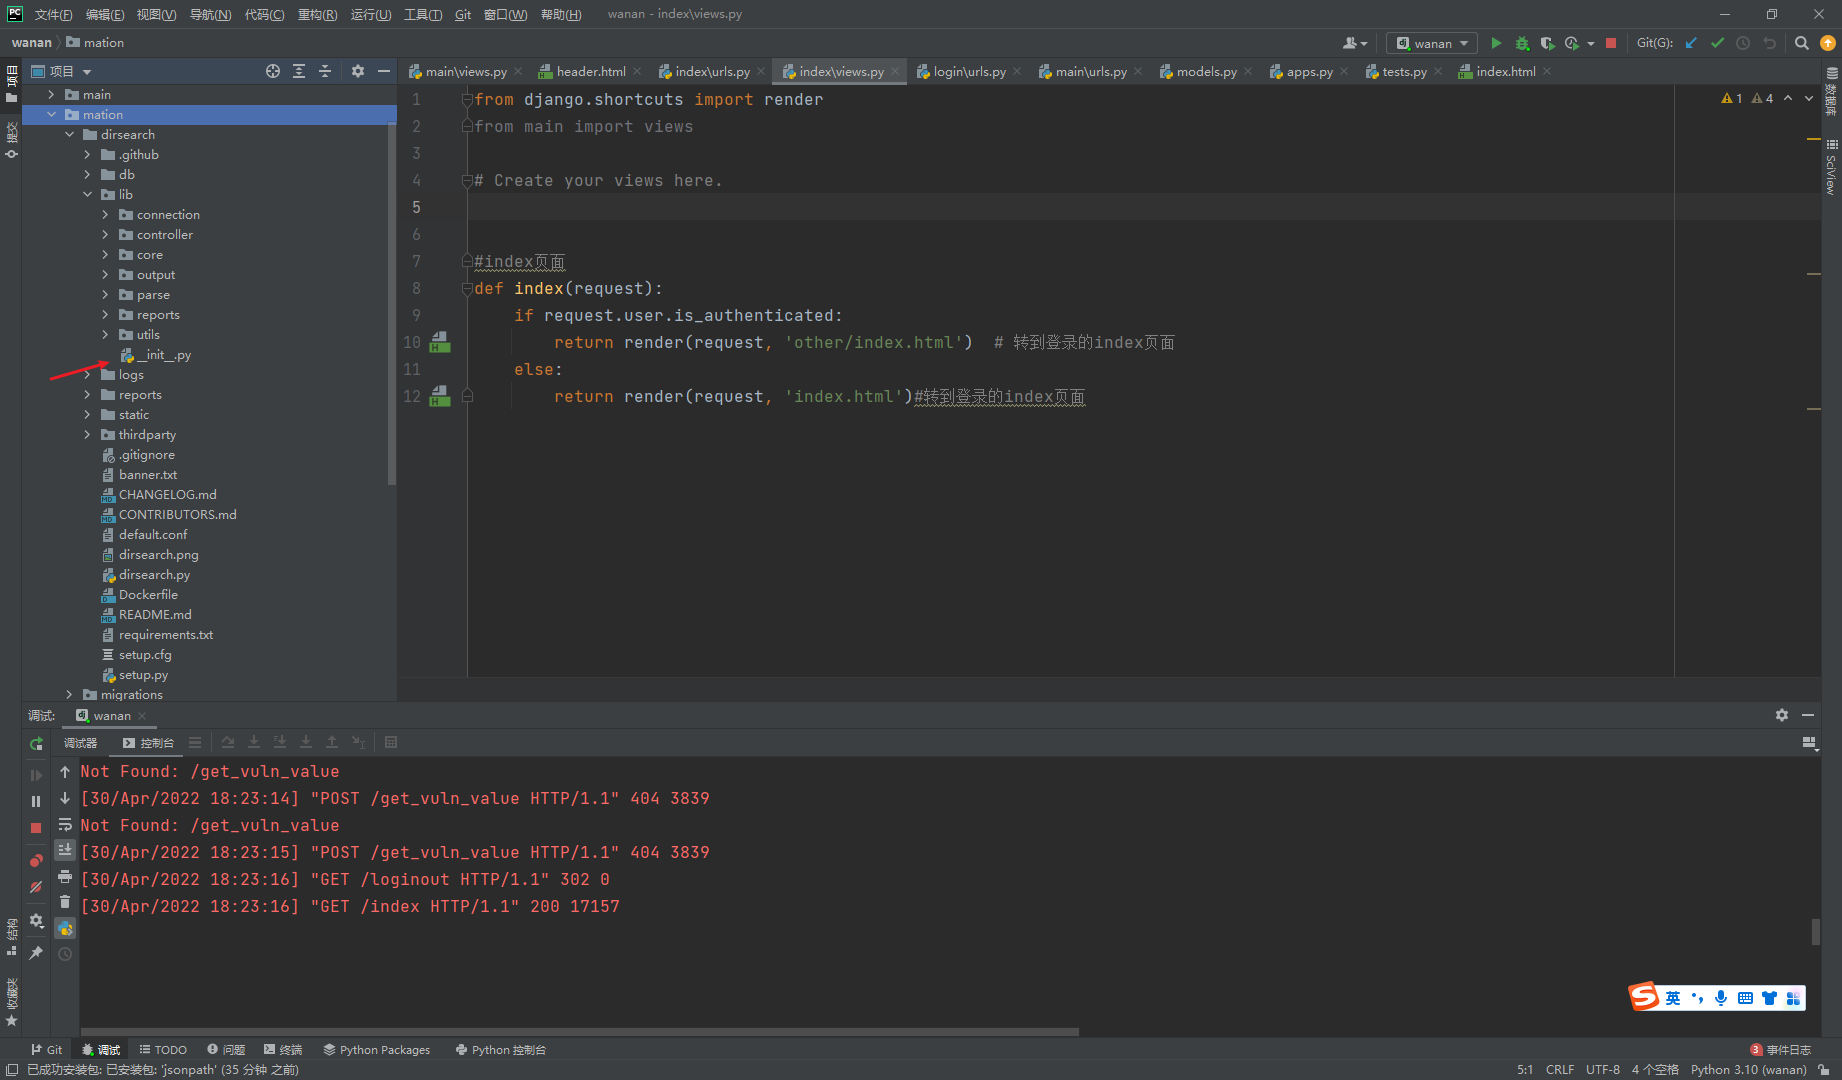 文件(F) 编辑(E) 视图(V) 导航(N) 代码(C) 重构(R) 运行(U) 工具(T) Git 窗口(W) 帮助(H) wanan - index\views.py
wanan mation wanan Git(G):
项目 main\views.py header.html index\urls.py index\views.py login\urls.py main\urls.py models.py apps.py tests.py index.html
项目
提交
结构
收藏夹
数据库
SciView
main
mation
dirsearch
.github
db
lib
connection
controller
core
output
parse
reports
utils
__init__.py
logs
reports
static
thirdparty
.gitignore
banner.txt
CHANGELOG.md
CONTRIBUTORS.md
default.conf
dirsearch.png
dirsearch.py
Dockerfile
README.md
requirements.txt
setup.cfg
setup.py
migrations
1 4
1 from django.shortcuts import render
2 from main import views
3
4 # Create your views here.
5
6
7 #index页面
8 def index(request):
9 if request.user.is_authenticated:
10 return render(request, 'other/index.html') # 转到登录的index页面
11 else:
12 return render(request, 'index.html')#转到登录的index页面
调试: wanan
调试器 控制台
Not Found: /get_vuln_value
[30/Apr/2022 18:23:14] "POST /get_vuln_value HTTP/1.1" 404 3839
Not Found: /get_vuln_value
[30/Apr/2022 18:23:15] "POST /get_vuln_value HTTP/1.1" 404 3839
[30/Apr/2022 18:23:16] "GET /loginout HTTP/1.1" 302 0
[30/Apr/2022 18:23:16] "GET /index HTTP/1.1" 200 17157
英
Git 调试 TODO 问题 终端 Python Packages Python 控制台 3 事件日志
已成功安装包: 已安装包: 'jsonpath' (35 分钟 之前) 5:1 CRLF UTF-8 4 个空格 Python 3.10 (wanan)